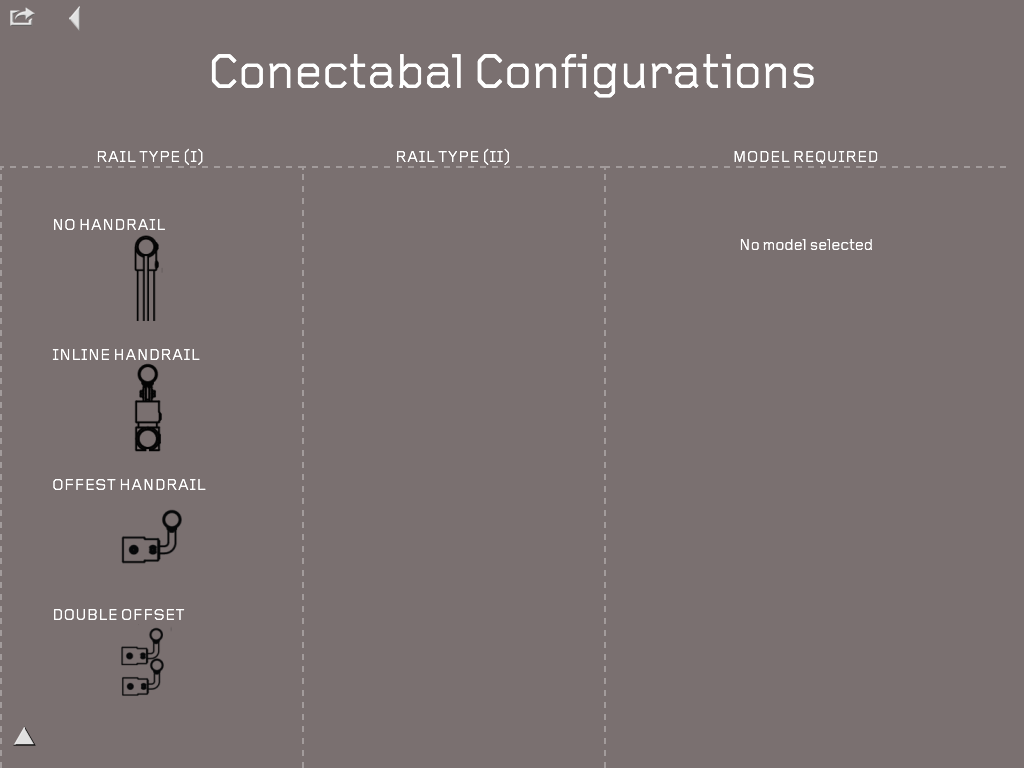 Conectabal Configurations
RAIL TYPE (I)
RAIL TYPE (II)
MODEL REQUIRED
NO HANDRAIL
No model selected
INLINE HANDRAIL
OFFEST HANDRAIL
DOUBLE OFFSET